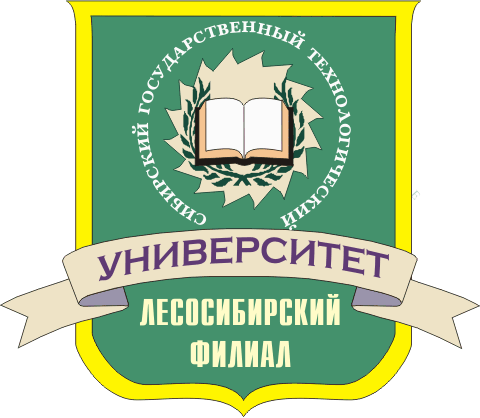 СИБИРСКИЙ ГОСУДАРСТВЕННЫЙ ТЕХНОЛОГИЧЕСКИЙ
УНИВЕРСИТЕТ
ЛЕСОСИБИРСКИЙ
ФИЛИАЛ